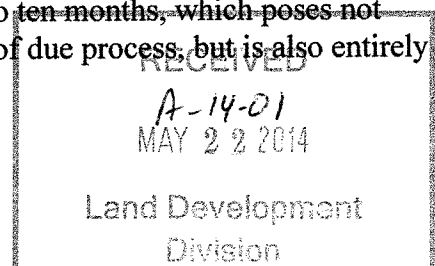 o ten months, which poses not
of due process, but is also entirely
RECEIVED
A-14-01
MAY 22 2014
Land Development
Division